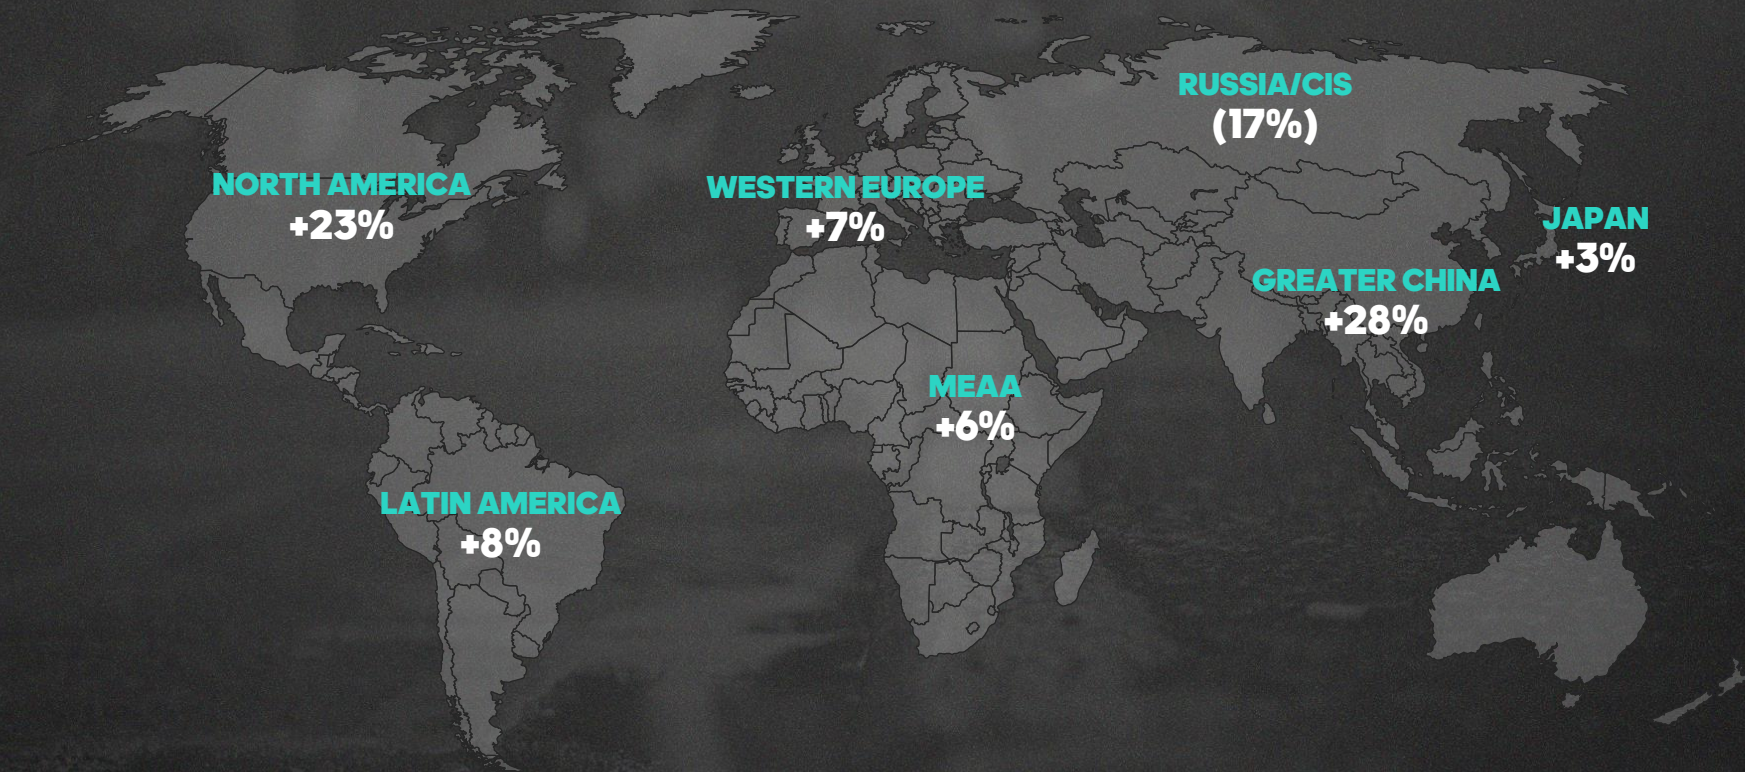 RUSSIA/CIS
(17%)
NORTH AMERICA
+23%
WESTERN EUROPE
+7%
JAPAN
+3%
GREATER CHINA
+28%
MEAA
+6%
LATIN AMERICA
+8%